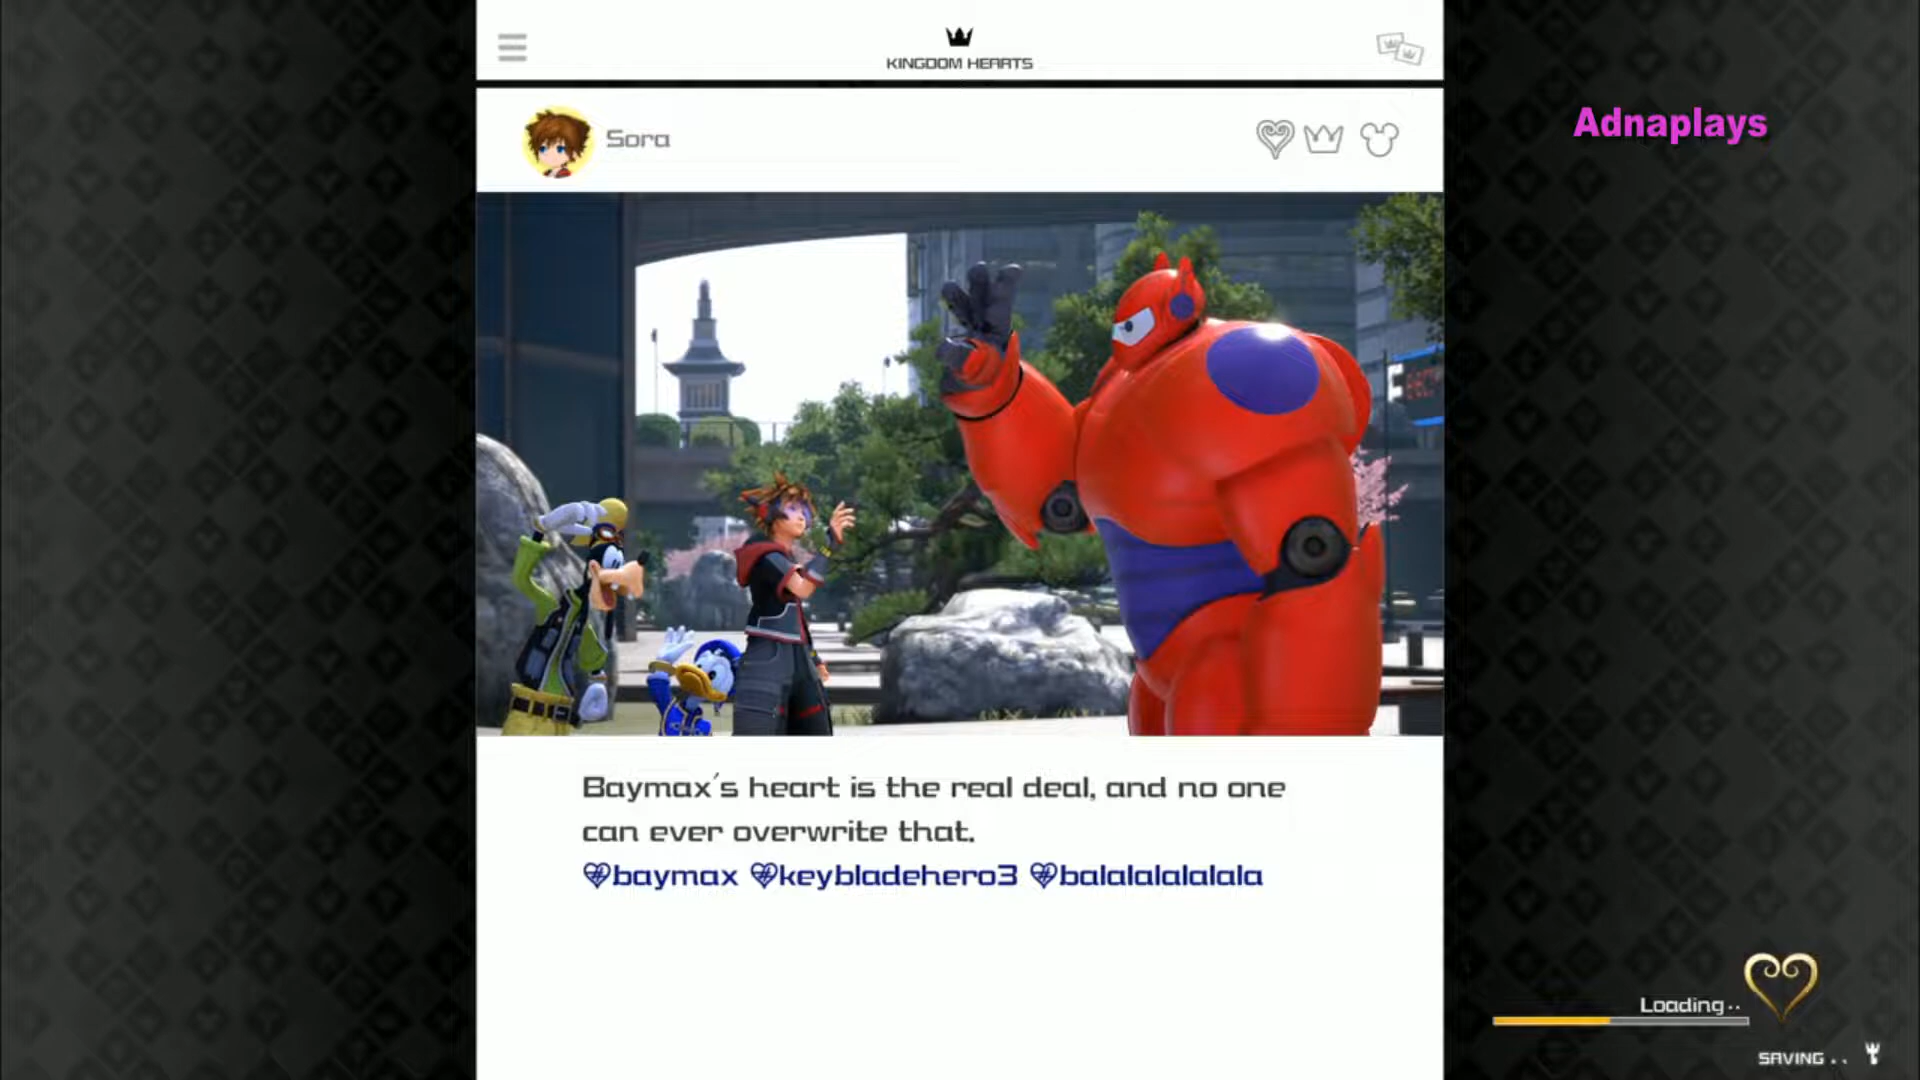 KINGDOM HEARTS
Adnaplays
Sora
Baymax's heart is the real deal, and no one
can ever overwrite that.
#baymax #keybladehero3 #balalalalalala
Loading..
SAVING..